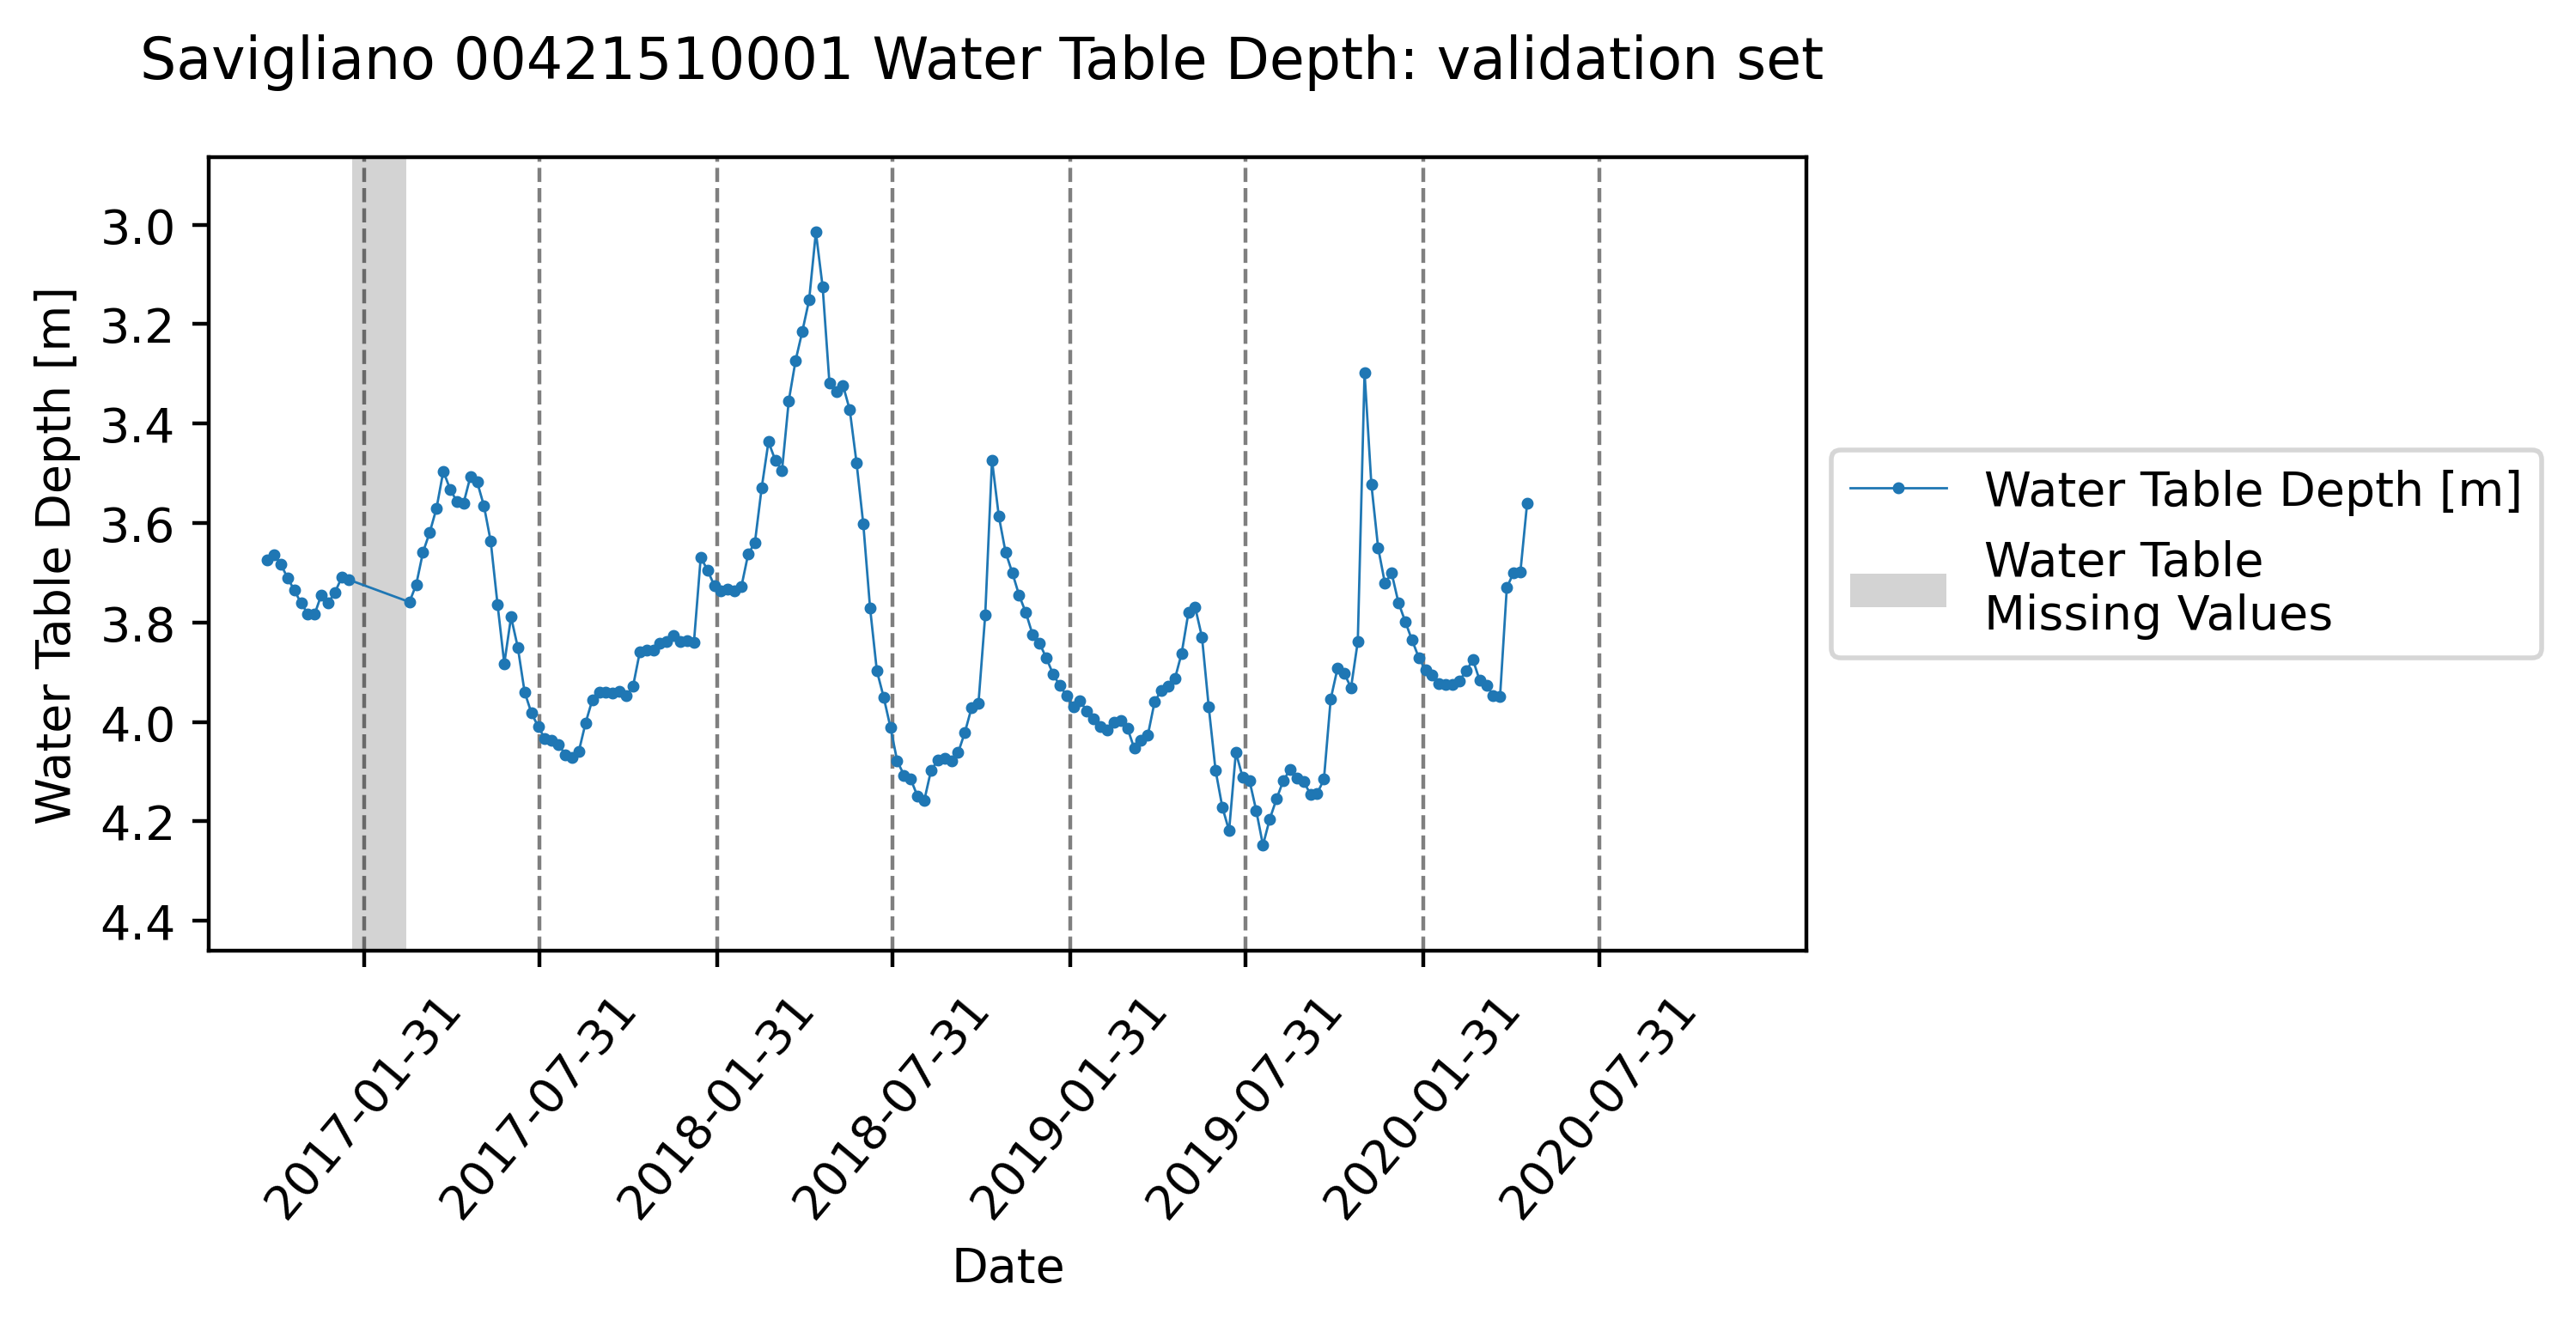 Savigliano 00421510001 Water Table Depth: validation set
Water Table Depth [m]
3.0
3.2
3.4
3.6
3.8
4.0
4.2
4.4
Water Table Depth [m]
Water Table
Missing Values
2017-01-31
2017-07-31
2018-01-31
2018-07-31
2019-01-31
2019-07-31
2020-01-31
2020-07-31
Date